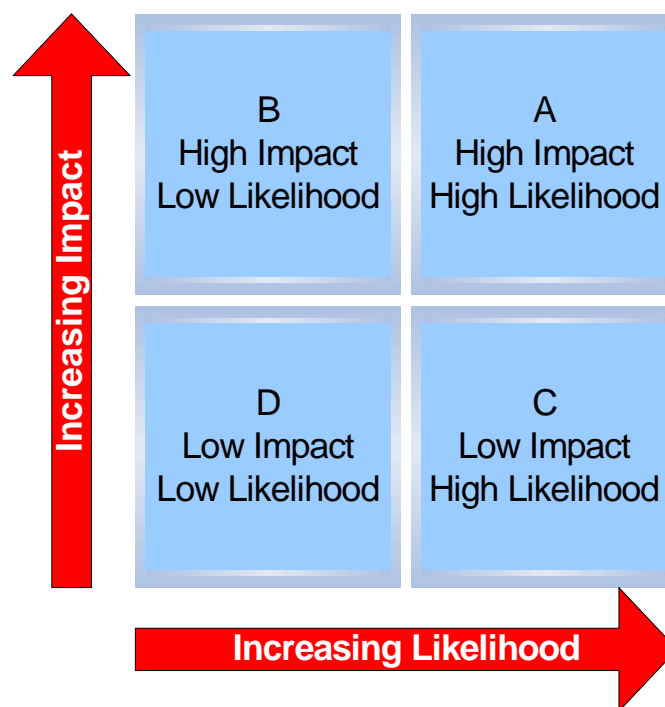 Increasing Impact
B
High Impact
Low Likelihood
A
High Impact
High Likelihood
D
Low Impact
Low Likelihood
C
Low Impact
High Likelihood
Increasing Likelihood